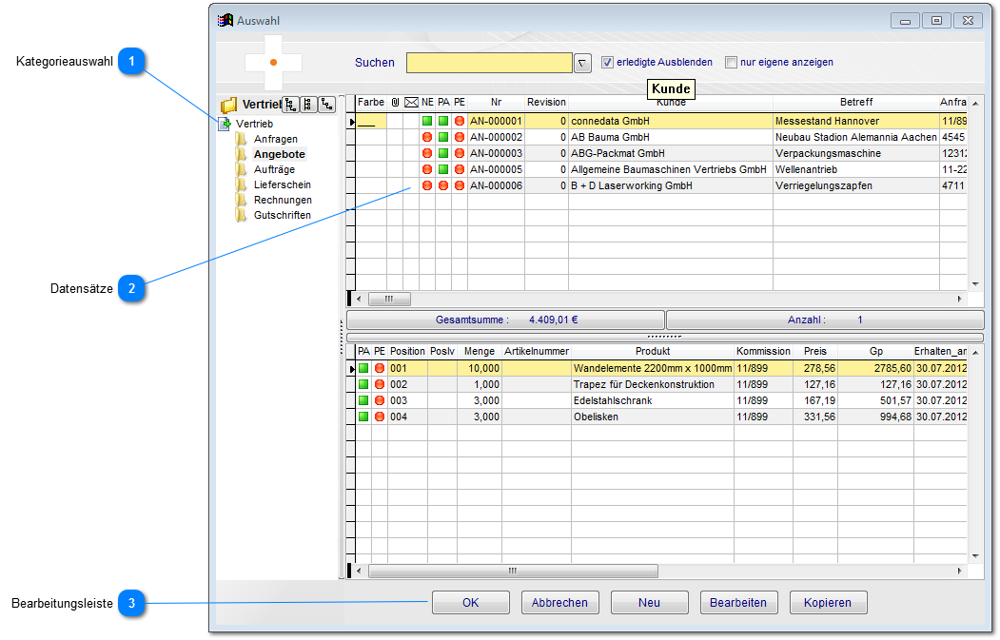 Auswahl
Kategorieauswahl 1
Suchen
erledigte Ausblenden
nur eigene anzeigen
Kunde
Vertrieb
Vertrieb
Anfragen
Angebote
Aufträge
Lieferschein
Rechnungen
Gutschriften
Farbe NE PA PE Nr Revision Kunde Betreff Anfra
AN-000001 0 connedata GmbH Messestand Hannover 11/89
AN-000002 0 AB Bauma GmbH Neubau Stadion Alemannia Aachen 4545
AN-000003 0 ABG-Packmat GmbH Verpackungsmaschine 12312
AN-000005 0 Allgemeine Baumaschinen Vertriebs GmbH Wellenantrieb 11-22
AN-000006 0 B + D Laserworking GmbH Verriegelungszapfen 4711
Datensätze 2
Gesamtsumme : 4.409,01 € Anzahl : 1
PA PE Position PosIv Menge Artikelnummer Produkt Kommission Preis Gp Erhalten_am
001 10,000 Wandelemente 2200mm x 1000mm 11/899 278,56 2785,60 30.07.2012
002 1,000 Trapez für Deckenkonstruktion 11/899 127,16 127,16 30.07.2012
003 3,000 Edelstahlschrank 11/899 167,19 501,57 30.07.2012
004 3,000 Obelisken 11/899 331,56 994,68 30.07.2012
Bearbeitungsleiste 3
OK Abbrechen Neu Bearbeiten Kopieren